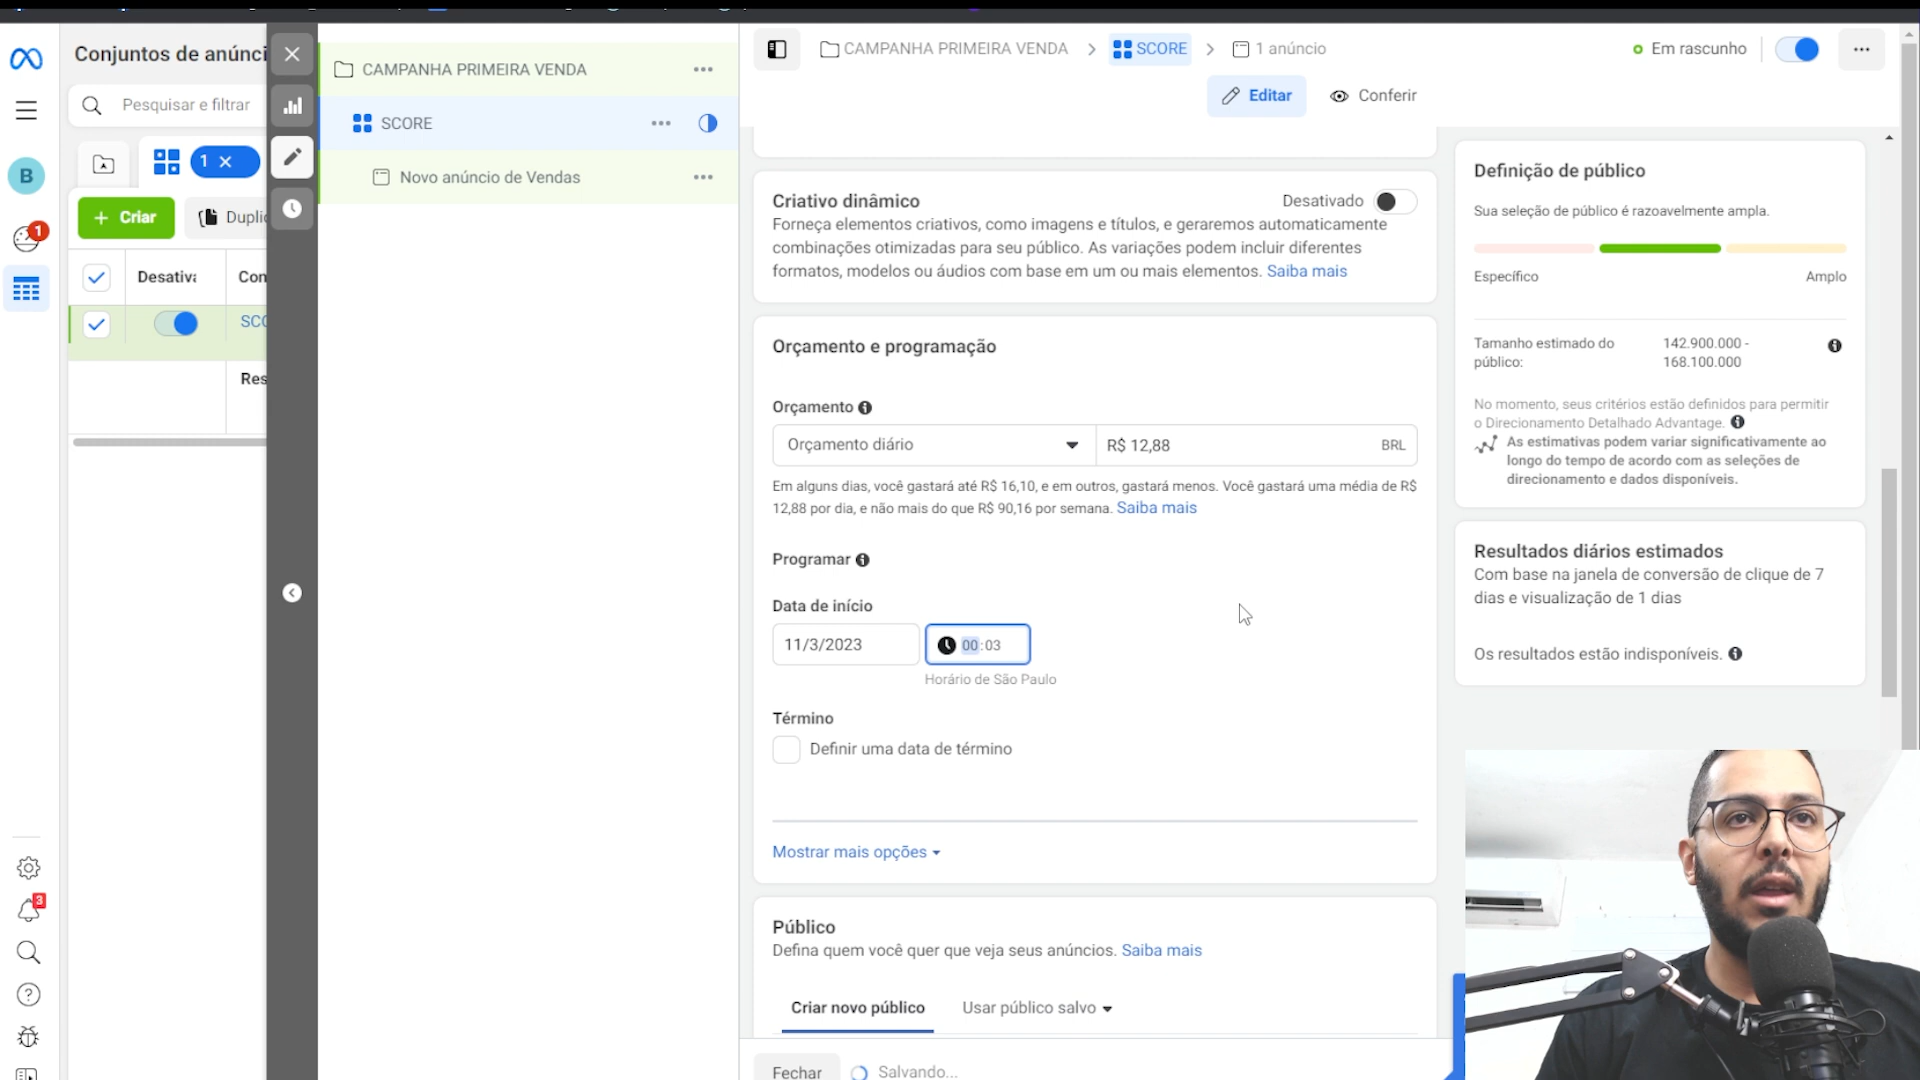 Conjuntos de anúnci
CAMPANHA PRIMEIRA VENDA
SCORE
1 anúncio
Em rascunho
CAMPANHA PRIMEIRA VENDA
Editar
Conferir
Pesquisar e filtrar
SCORE
1
B
Novo anúncio de Vendas
Criar
Duplic
1
Desativa
Con
SCO
Res
Criativo dinâmico
Desativado
Forneça elementos criativos, como imagens e títulos, e geraremos automaticamente
combinações otimizadas para seu público. As variações podem incluir diferentes
formatos, modelos ou áudios com base em um ou mais elementos. Saiba mais
Orçamento e programação
Orçamento
Orçamento diário
R$ 12,88
BRL
Em alguns dias, você gastará até R$ 16,10, e em outros, gastará menos. Você gastará uma média de R$
12,88 por dia, e não mais do que R$ 90,16 por semana. Saiba mais
Programar
Data de início
11/3/2023
00:03
Horário de São Paulo
Término
Definir uma data de término
Mostrar mais opções
Público
Defina quem você quer que veja seus anúncios. Saiba mais
Criar novo público
Usar público salvo
Fechar
Salvando...
Definição de público
Sua seleção de público é razoavelmente ampla.
Específico
Amplo
Tamanho estimado do
público:
142.900.000 -
168.100.000
No momento, seus critérios estão definidos para permitir
o Direcionamento Detalhado Advantage.
As estimativas podem variar significativamente ao
longo do tempo de acordo com as seleções de
direcionamento e dados disponíveis.
Resultados diários estimados
Com base na janela de conversão de clique de 7
dias e visualização de 1 dias
Os resultados estão indisponíveis.
3